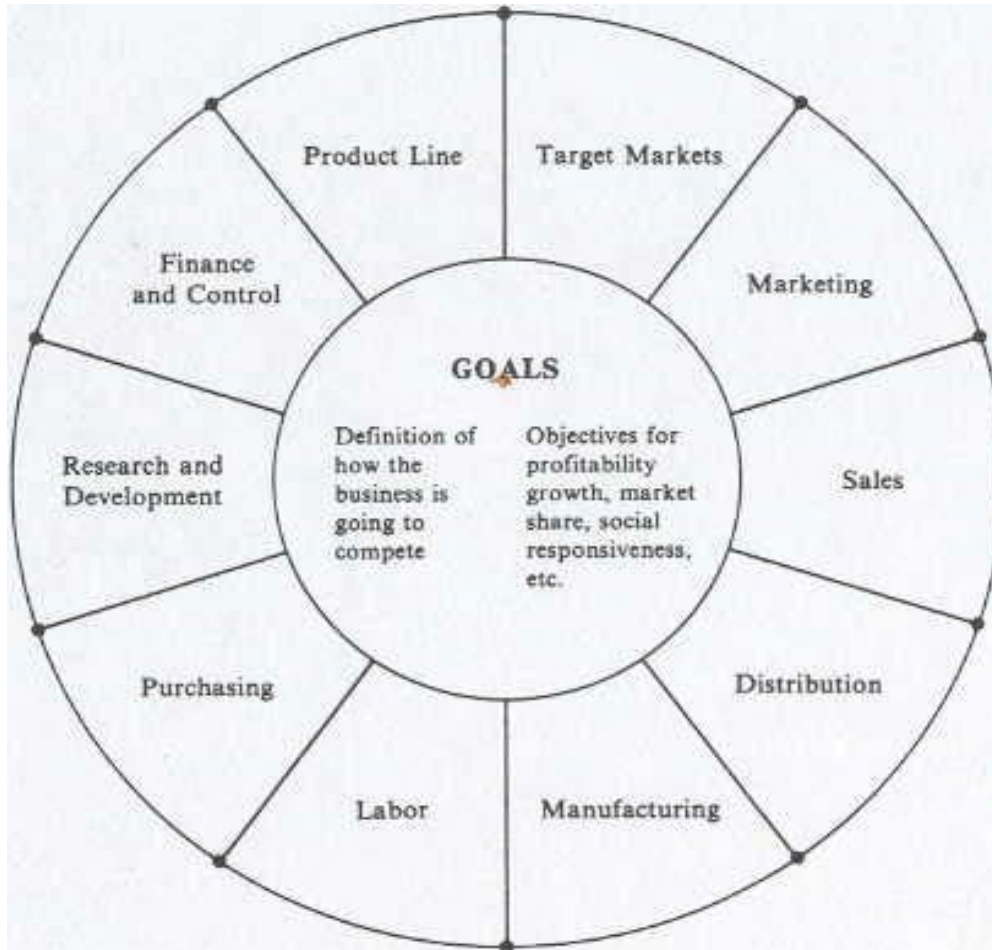 Product Line
Target Markets
Marketing
Sales
Distribution
Manufacturing
Labor
Purchasing
Research and
Development
Finance
and Control
GOALS
Definition of
how the
business is
going to
compete
Objectives for
profitability
growth, market
share, social
responsiveness,
etc.